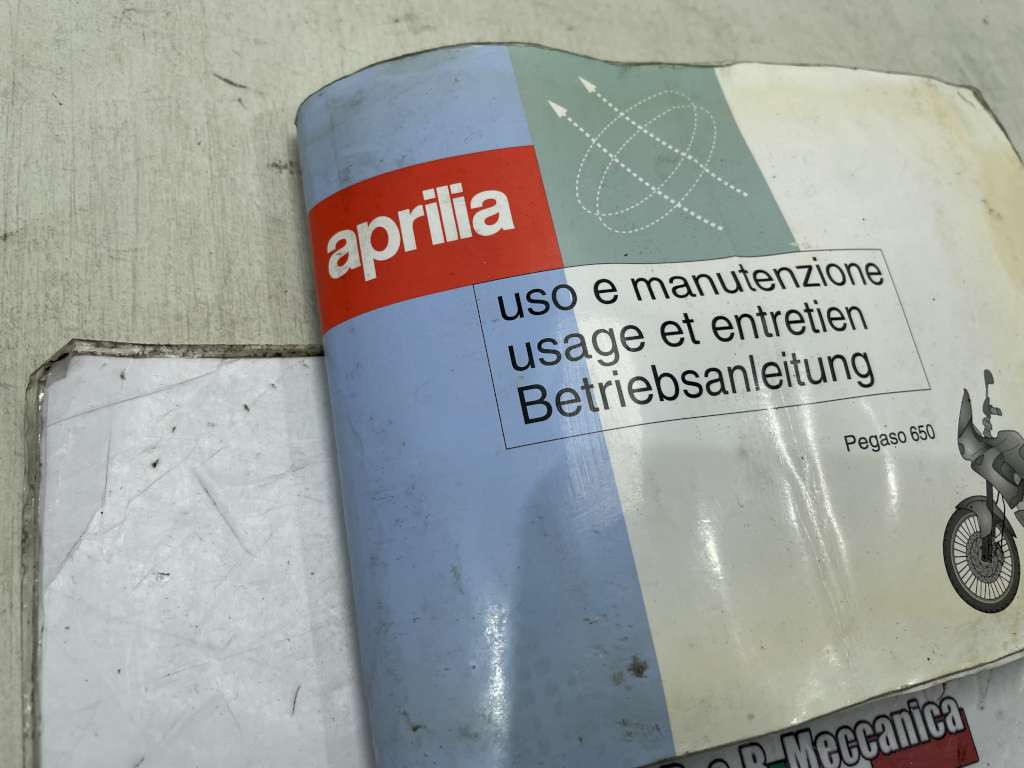 aprilia
uso e manutenzione
usage et entretien
Betriebsanleitung
Pegaso 650
Meccanica